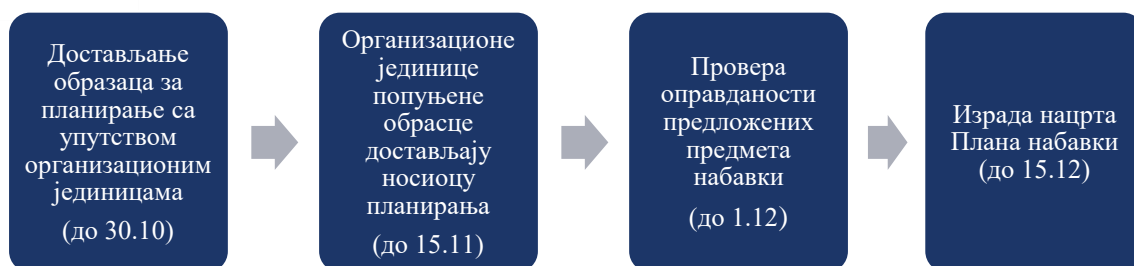 Достављање
образаца за
планирање са
упутством
организационим
јединицама
(до 30.10)
Организационе
јединице
попуњене
обрасце
достављају
носиоцу
планирања
(до 15.11)
Провера
оправданости
предложених
предмета
набавки
(до 1.12)
Израда нацрта
Плана набавки
(до 15.12)